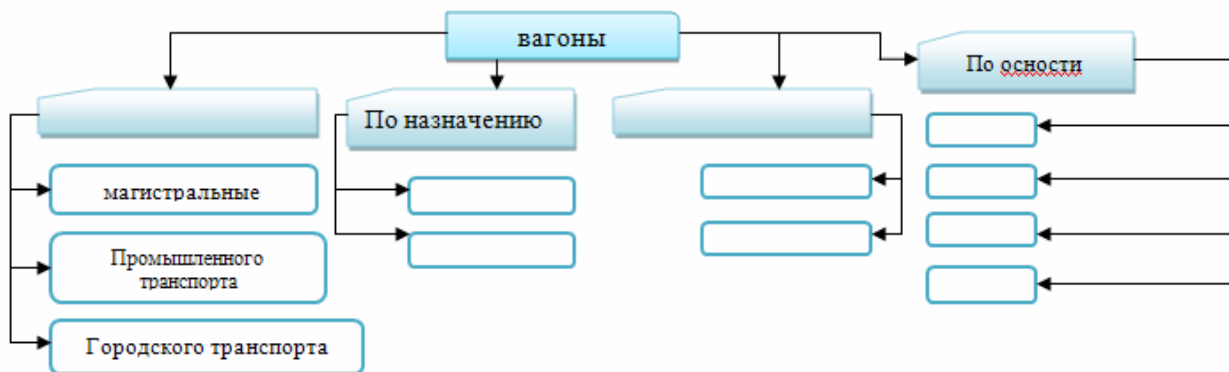 вагоны
По осности
По назначению
магистральные
Промышленного
транспорта
Городского транспорта